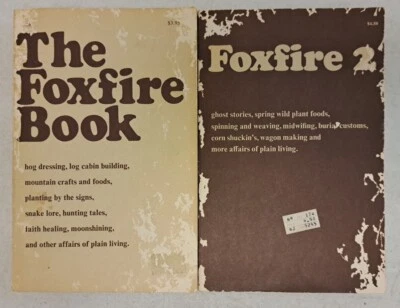 $3.95
The
Foxfire
Book
hog dressing, log cabin building,
mountain crafts and foods,
planting by the signs,
snake lore, hunting tales,
faith healing, moonshining,
and other affairs of plain living.
Foxfire 2
ghost stories, spring wild plant foods,
spinning and weaving, midwifing, burial customs,
corn shuckin's, wagon making and
more affairs of plain living.